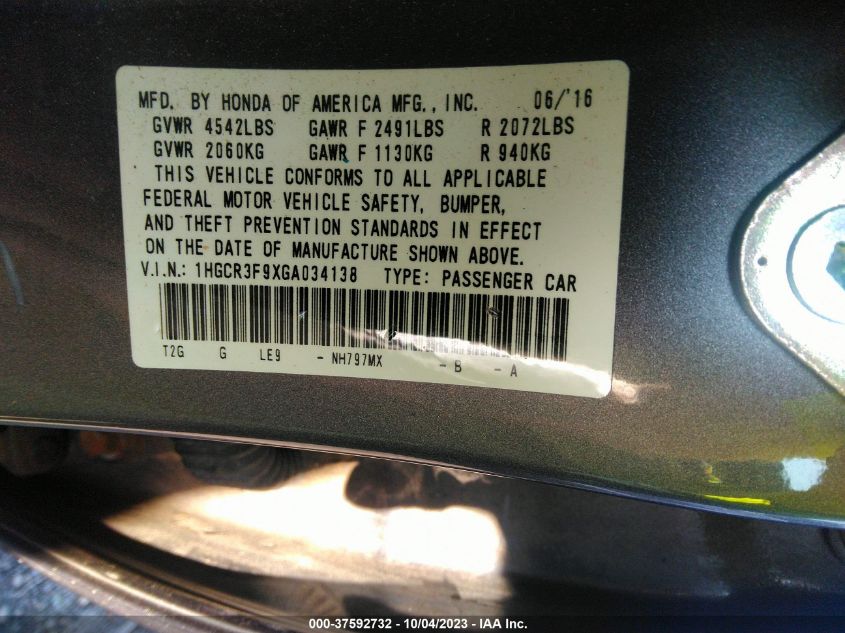 MFD. BY HONDA OF AMERICA MFG., INC. 06/'16
GVWR 4542LBS GAWR F 2491LBS R 2072LBS
GVWR 2060KG GAWR F 1130KG R 940KG
THIS VEHICLE CONFORMS TO ALL APPLICABLE
FEDERAL MOTOR VEHICLE SAFETY, BUMPER,
AND THEFT PREVENTION STANDARDS IN EFFECT
ON THE DATE OF MANUFACTURE SHOWN ABOVE.
V.I.N.: 1HGCR3F9XGA034138 TYPE: PASSENGER CAR
T2G G LE9 - NH797MX - B - A
000-37592732 - 10/04/2023 - IAA Inc.